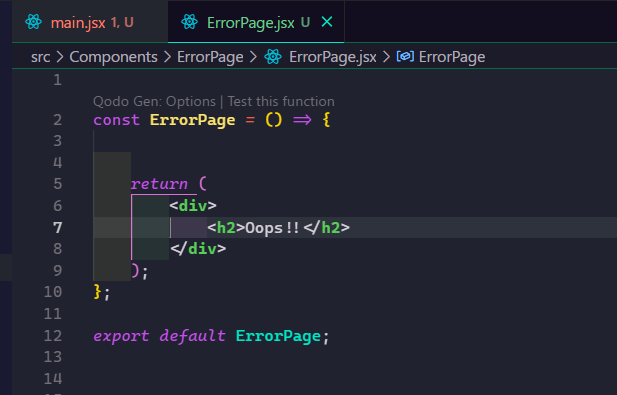 main.jsx 1, U ErrorPage.jsx U ×
src > Components > ErrorPage > ErrorPage.jsx > ErrorPage
1
Qodo Gen: Options | Test this function
2 const ErrorPage = () => {
3
4
5 return (
6 <div>
7 <h2>Oops!!</h2>
8 </div>
9 );
10 };
11
12 export default ErrorPage;
13
14